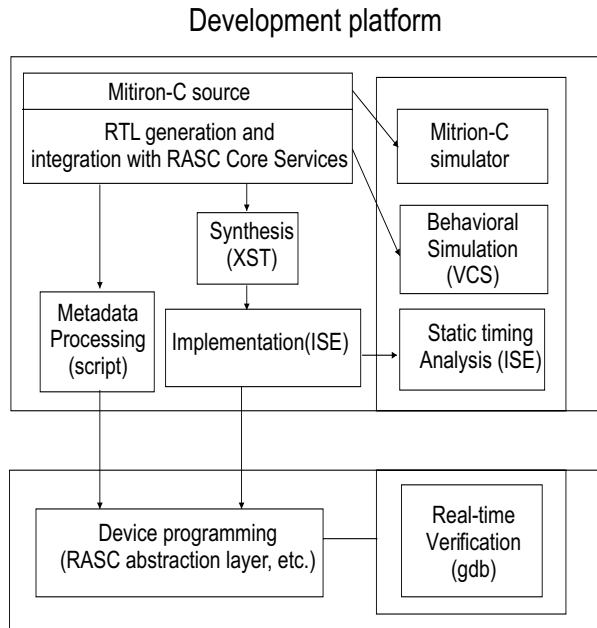 Development platform
Mitiron-C source
RTL generation and
integration with RASC Core Services
Mitrion-C
simulator
Synthesis
(XST)
Behavioral
Simulation
(VCS)
Metadata
Processing
(script)
Implementation(ISE)
Static timing
Analysis (ISE)
Device programming
(RASC abstraction layer, etc.)
Real-time
Verification
(gdb)